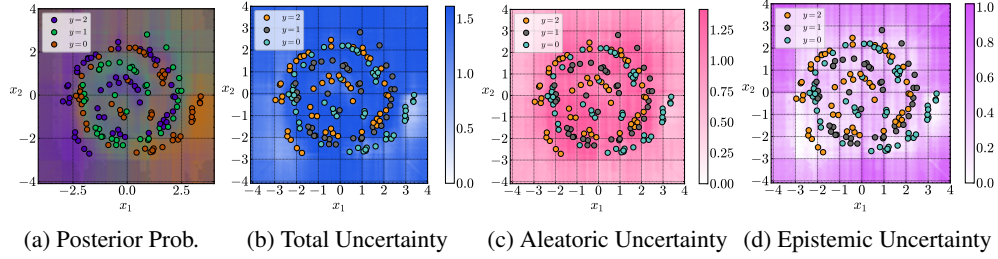 4
2
0
−2
−4
x₂
−2.5
0.0
2.5
x₁
y = 2
y = 1
y = 0
(a) Posterior Prob.
4
3
2
1
0
−1
−2
−3
−4
−4 −3 −2 −1 0 1 2 3 4
x₁
y = 2
y = 1
y = 0
1.5
1.0
0.5
0.0
(b) Total Uncertainty
4
3
2
1
0
−1
−2
−3
−4
x₂
−4 −3 −2 −1 0 1 2 3 4
x₁
y = 2
y = 1
y = 0
1.25
1.00
0.75
0.50
0.25
0.00
(c) Aleatoric Uncertainty
4
3
2
1
0
−1
−2
−3
−4
x₂
−4 −3 −2 −1 0 1 2 3 4
x₁
y = 2
y = 1
y = 0
1.0
0.8
0.6
0.4
0.2
0.0
(d) Epistemic Uncertainty